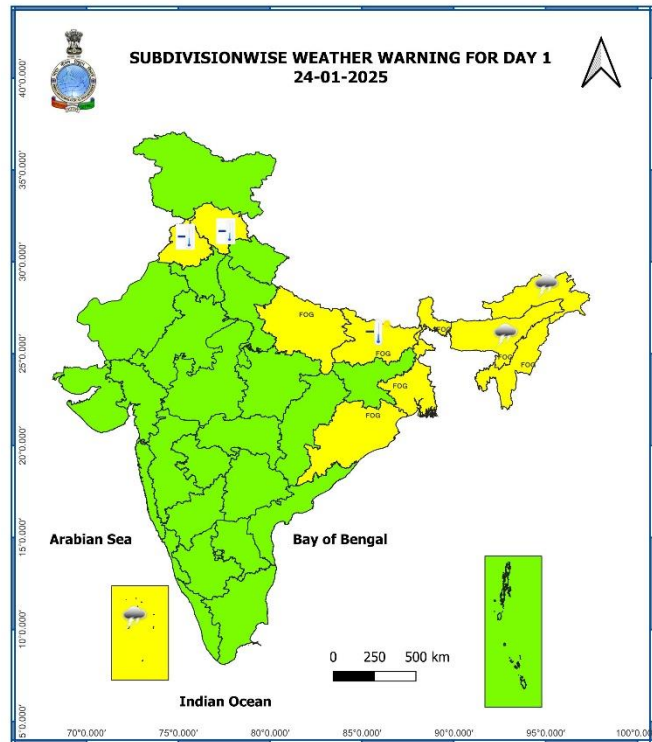 SUBDIVISIONWISE WEATHER WARNING FOR DAY 1
24-01-2025
40°0.000'
35°0.000'
30°0.000'
25°0.000'
20°0.000'
15°0.000'
10°0.000'
5°0.000'
FOG
FOG
FOG
FOG
FOG
FOG
FOG
Arabian Sea
Bay of Bengal
0 250 500 km
Indian Ocean
70°0.000' 75°0.000' 80°0.000' 85°0.000' 90°0.000' 95°0.000' 100°0.000'